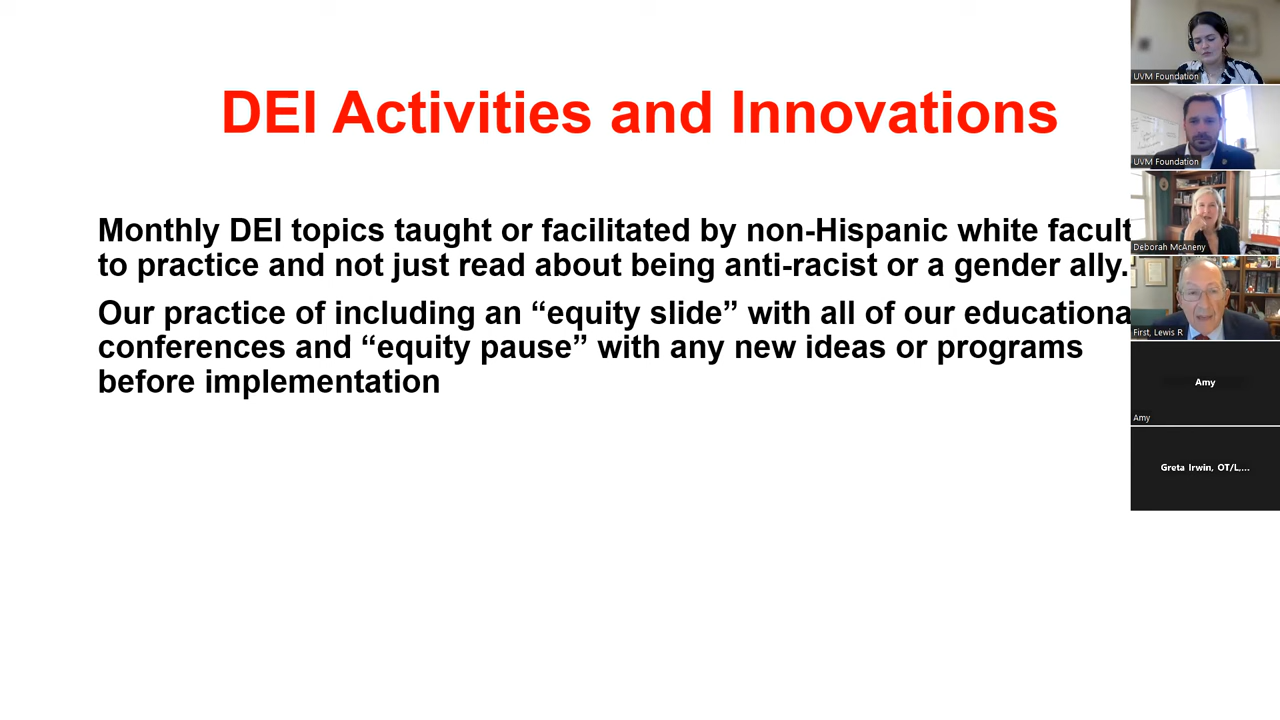 DEI Activities and Innovations
Monthly DEI topics taught or facilitated by non-Hispanic white facult
to practice and not just read about being anti-racist or a gender ally.
Our practice of including an “equity slide” with all of our educationa
conferences and “equity pause” with any new ideas or programs
before implementation
UVM Foundation
UVM Foundation
Deborah McAneny
First, Lewis R
Amy
Amy
Greta Irwin, OT/L,...